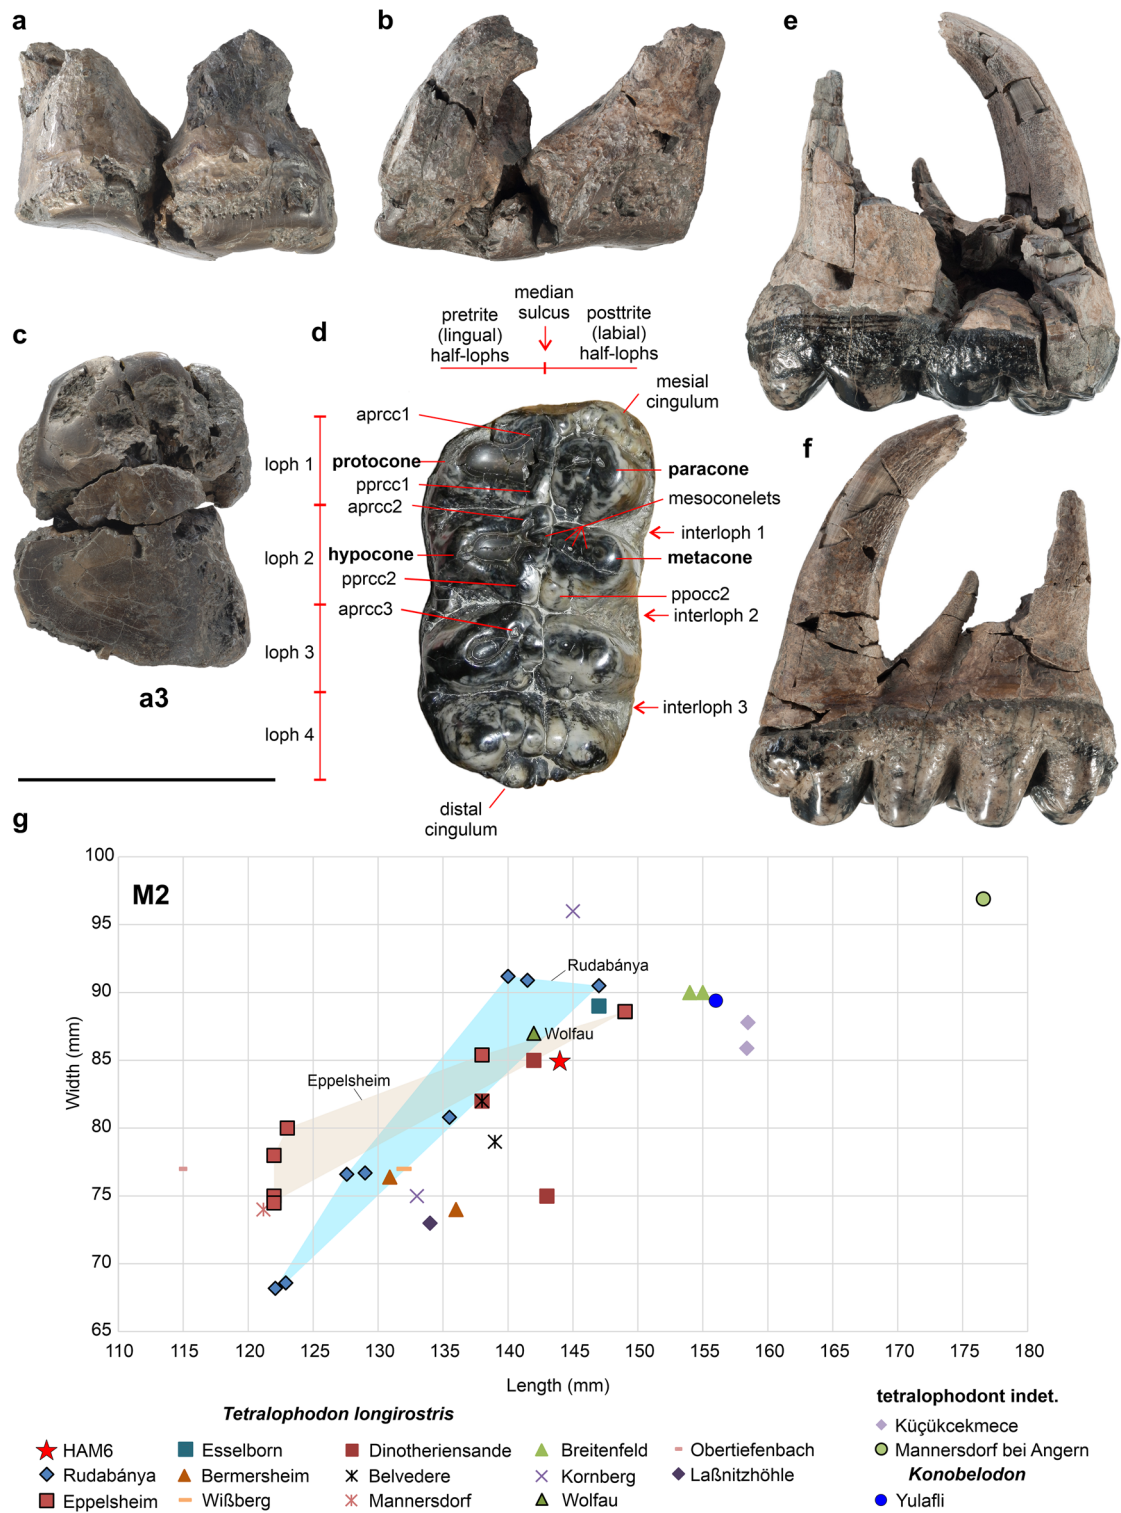 a
b
e
c
d
f
median
sulcus
pretrite
(lingual)
half-lophs
posttrite
(labial)
half-lophs
mesial
cingulum
aprcc1
loph 1
protocone
paracone
pprcc1
mesoconelets
aprcc2
interloph 1
loph 2
hypocone
metacone
pprcc2
ppocc2
aprcc3
interloph 2
loph 3
a3
interloph 3
loph 4
distal
cingulum
g
M2
100
95
90
85
80
75
70
65
Width (mm)
Rudabánya
Wolfau
Eppelsheim
110 115 120 125 130 135 140 145 150 155 160 165 170 175 180
Length (mm)
Tetralophodon longirostris
HAM6
Rudabánya
Eppelsheim
Esselborn
Bermersheim
Wißberg
Dinotheriensande
Belvedere
Mannersdorf
Breitenfeld
Kornberg
Wolfau
Obertiefenbach
Laßnitzhöhle
tetralophodont indet.
Küçükcekmece
Mannersdorf bei Angern
Konobelodon
Yulafli